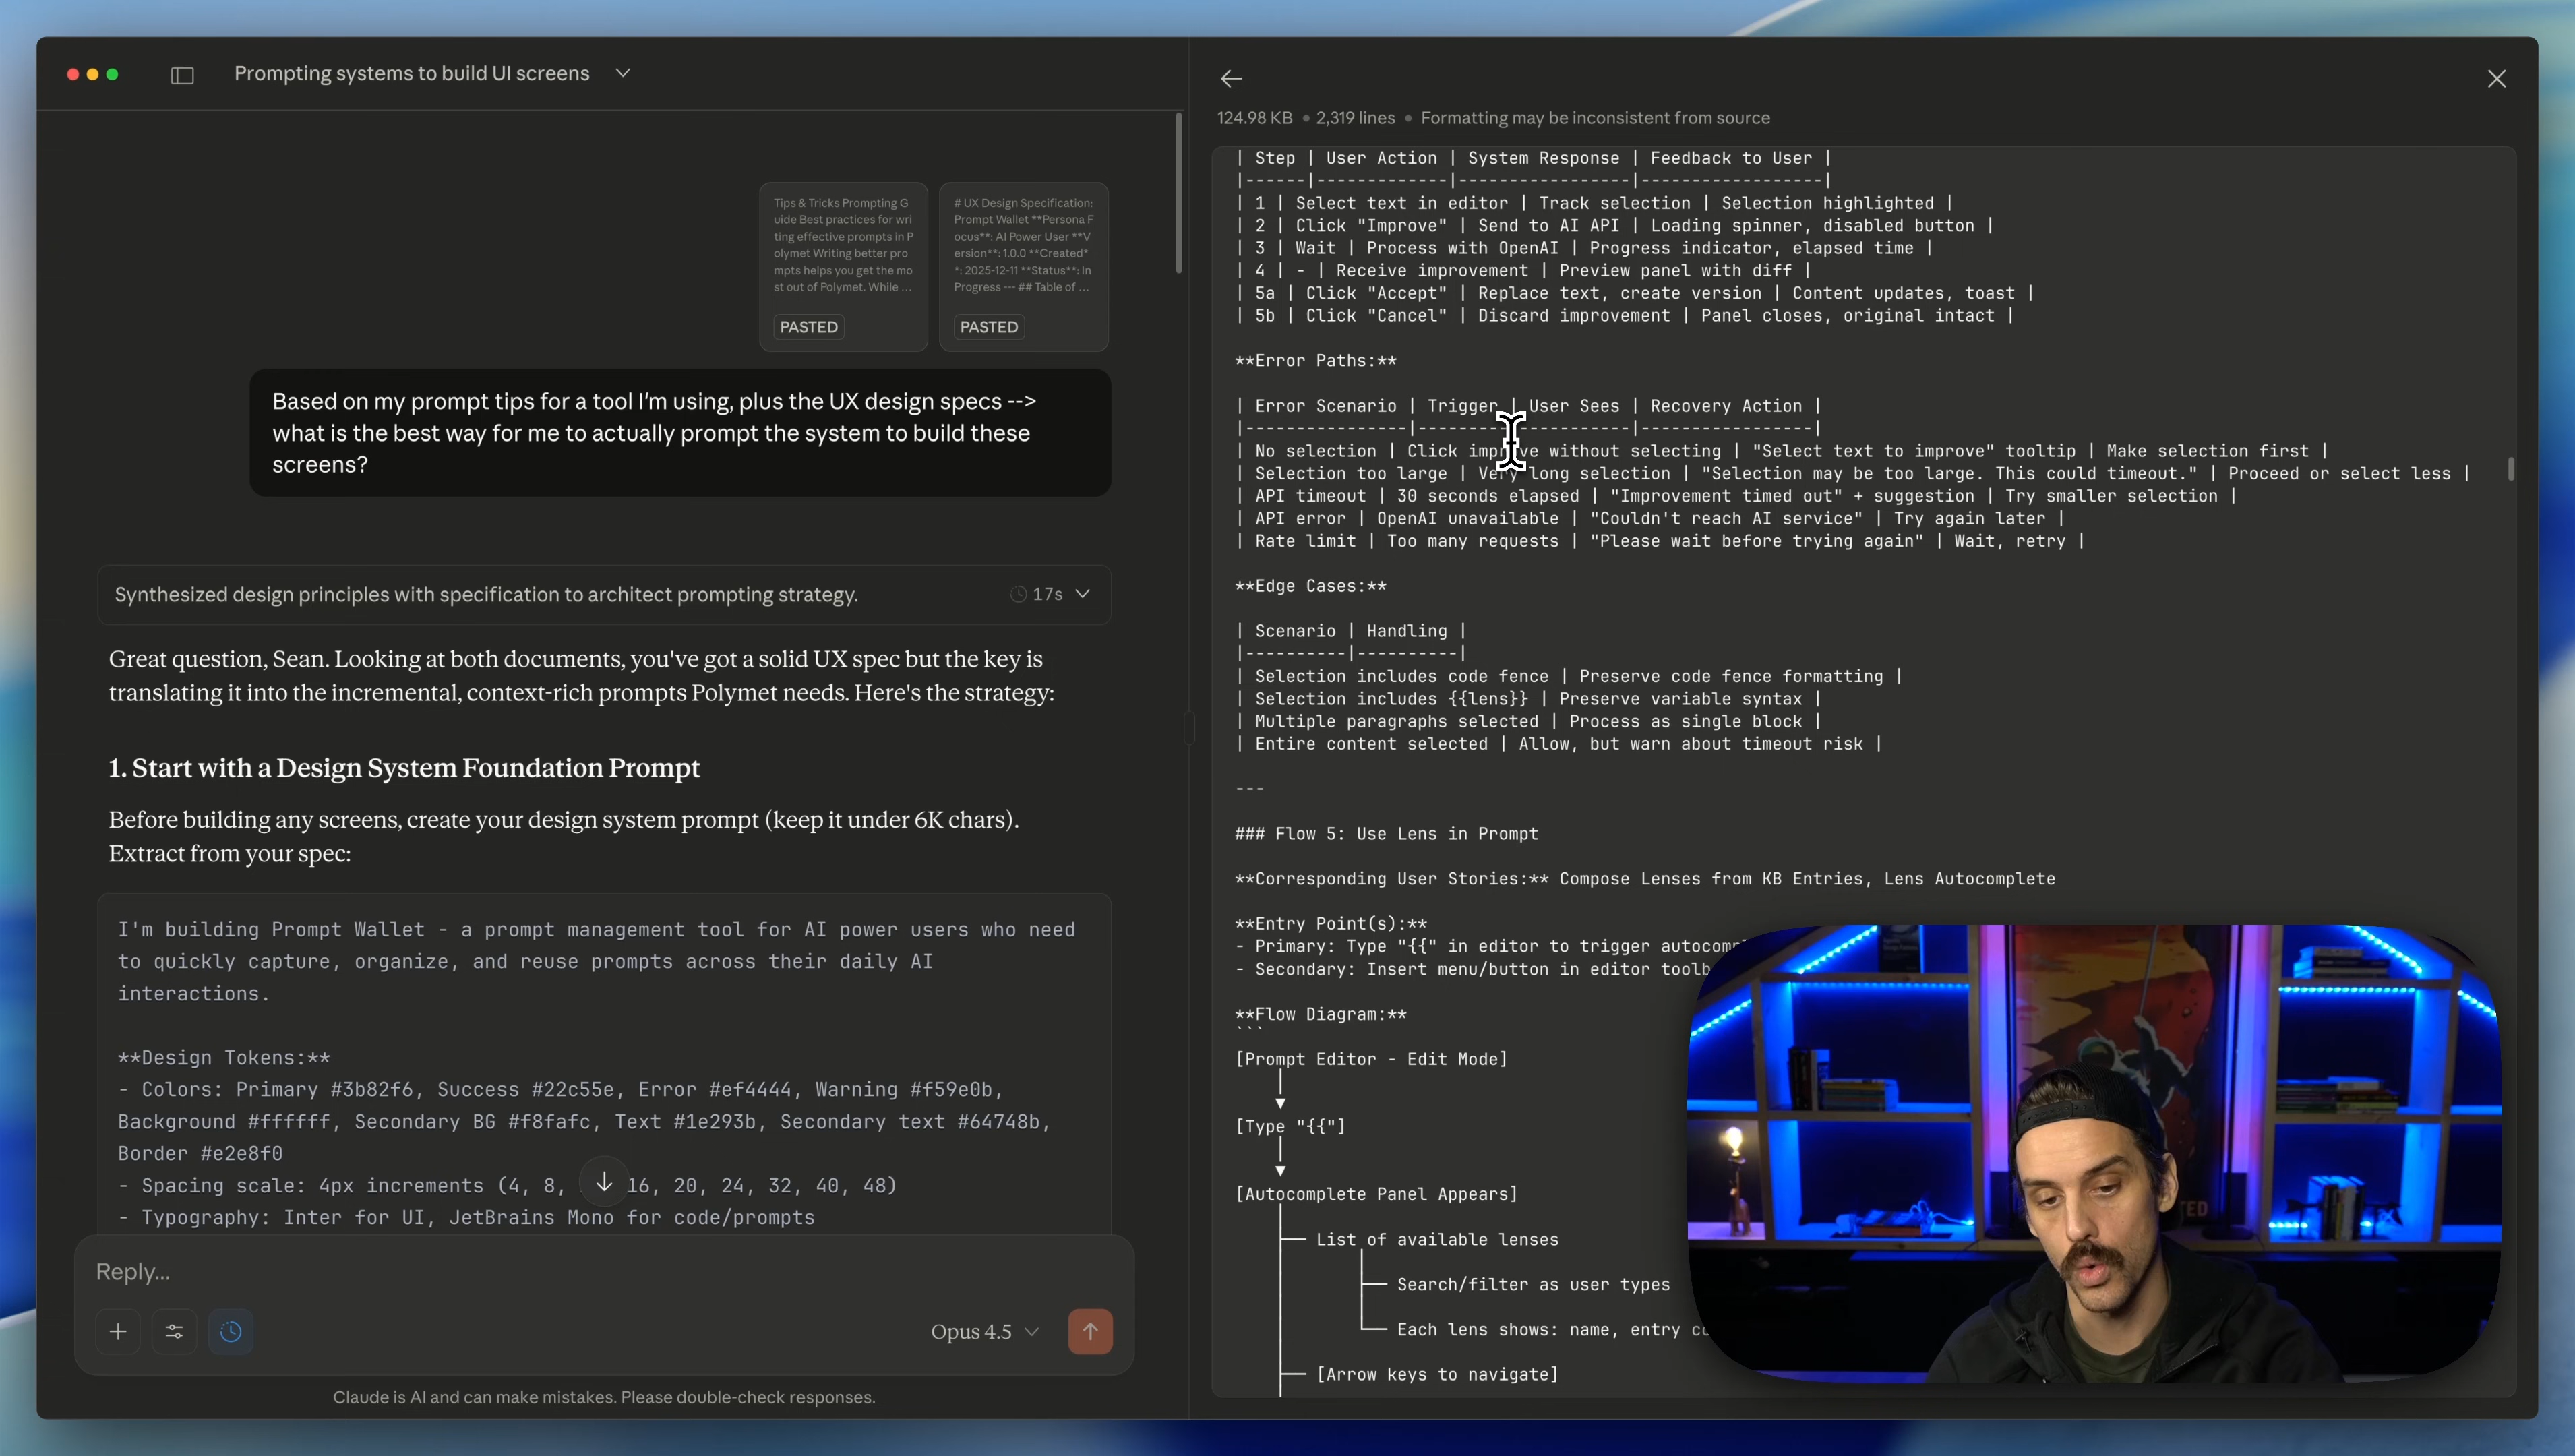 Prompting systems to build UI screens
Tips & Tricks Prompting G
uide Best practices for wri
ting effective prompts in P
olymet Writing better pro
mpts helps you get the mo
st out of Polymet. While ...
PASTED
# UX Design Specification:
Prompt Wallet **Persona F
ocus**: AI Power User **V
ersion**: 1.0.0 **Created*
*: 2025-12-11 **Status**: In
Progress --- ## Table of ...
PASTED
Based on my prompt tips for a tool I'm using, plus the UX design specs -->
what is the best way for me to actually prompt the system to build these
screens?
Synthesized design principles with specification to architect prompting strategy.
17s
Great question, Sean. Looking at both documents, you've got a solid UX spec but the key is
translating it into the incremental, context-rich prompts Polymet needs. Here's the strategy:
1. Start with a Design System Foundation Prompt
Before building any screens, create your design system prompt (keep it under 6K chars).
Extract from your spec:
I'm building Prompt Wallet - a prompt management tool for AI power users who need
to quickly capture, organize, and reuse prompts across their daily AI
interactions.
**Design Tokens:**
- Colors: Primary #3b82f6, Success #22c55e, Error #ef4444, Warning #f59e0b,
Background #ffffff, Secondary BG #f8fafc, Text #1e293b, Secondary text #64748b,
Border #e2e8f0
- Spacing scale: 4px increments (4, 8, 16, 20, 24, 32, 40, 48)
- Typography: Inter for UI, JetBrains Mono for code/prompts
Reply...
Opus 4.5
Claude is AI and can make mistakes. Please double-check responses.
124.98 KB • 2,319 lines • Formatting may be inconsistent from source
| Step | User Action | System Response | Feedback to User |
|------|-------------|-----------------|------------------|
| 1 | Select text in editor | Track selection | Selection highlighted |
| 2 | Click "Improve" | Send to AI API | Loading spinner, disabled button |
| 3 | Wait | Process with OpenAI | Progress indicator, elapsed time |
| 4 | - | Receive improvement | Preview panel with diff |
| 5a | Click "Accept" | Replace text, create version | Content updates, toast |
| 5b | Click "Cancel" | Discard improvement | Panel closes, original intact |
**Error Paths:**
| Error Scenario | Trigger | User Sees | Recovery Action |
|----------------|---------|-----------|-----------------|
| No selection | Click improve without selecting | "Select text to improve" tooltip | Make selection first |
| Selection too large | Very long selection | "Selection may be too large. This could timeout." | Proceed or select less |
| API timeout | 30 seconds elapsed | "Improvement timed out" + suggestion | Try smaller selection |
| API error | OpenAI unavailable | "Couldn't reach AI service" | Try again later |
| Rate limit | Too many requests | "Please wait before trying again" | Wait, retry |
**Edge Cases:**
| Scenario | Handling |
|----------|----------|
| Selection includes code fence | Preserve code fence formatting |
| Selection includes {{lens}} | Preserve variable syntax |
| Multiple paragraphs selected | Process as single block |
| Entire content selected | Allow, but warn about timeout risk |
---
### Flow 5: Use Lens in Prompt
**Corresponding User Stories:** Compose Lenses from KB Entries, Lens Autocomplete
**Entry Point(s):**
- Primary: Type "{{" in editor to trigger
- Secondary: Insert menu/button in editor
**Flow Diagram:**
```
[Prompt Editor - Edit Mode]
[Type "{{"]
[Autocomplete Panel Appears]
List of available lenses
Search/filter as user types
Each lens shows: name, entry
[Arrow keys to navigate]